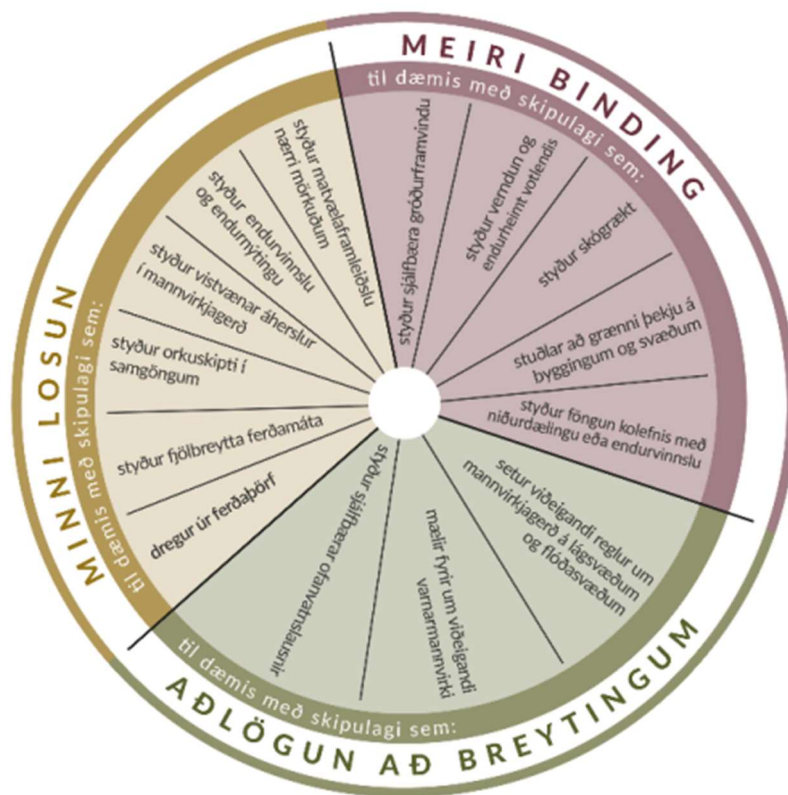 MEIRI BINDING
til dæmis með skipulagi sem:
styður sjálfbæra gróðurframvindu
styður verndun og
endurheimt votlendis
styður skógrækt
stuðlar að grænni þekju á
byggingum og svæðum
styður föngun kolefnis með
niðurdælingu eða endurvinnslu
AÐLÖGUN AÐ BREYTINGUM
til dæmis með skipulagi sem:
setur viðeigandi reglur um
mannvirkjagerð á lágsvæðum
og flóðasvæðum
mælir fyrir um viðeigandi
varnarmannvirki
styður sjálfbærar ofanvatnslausnir
MINNI LOSUN
til dæmis með skipulagi sem:
dregur úr ferðaþörf
styður fjölbreytta ferðamáta
styður orkuskipti í
samgöngum
styður vistvænar áherslur
í mannvirkjagerð
styður endurvinnslu
og endurnýtingu
styður matvælaframleiðslu
nærri mörkuðum